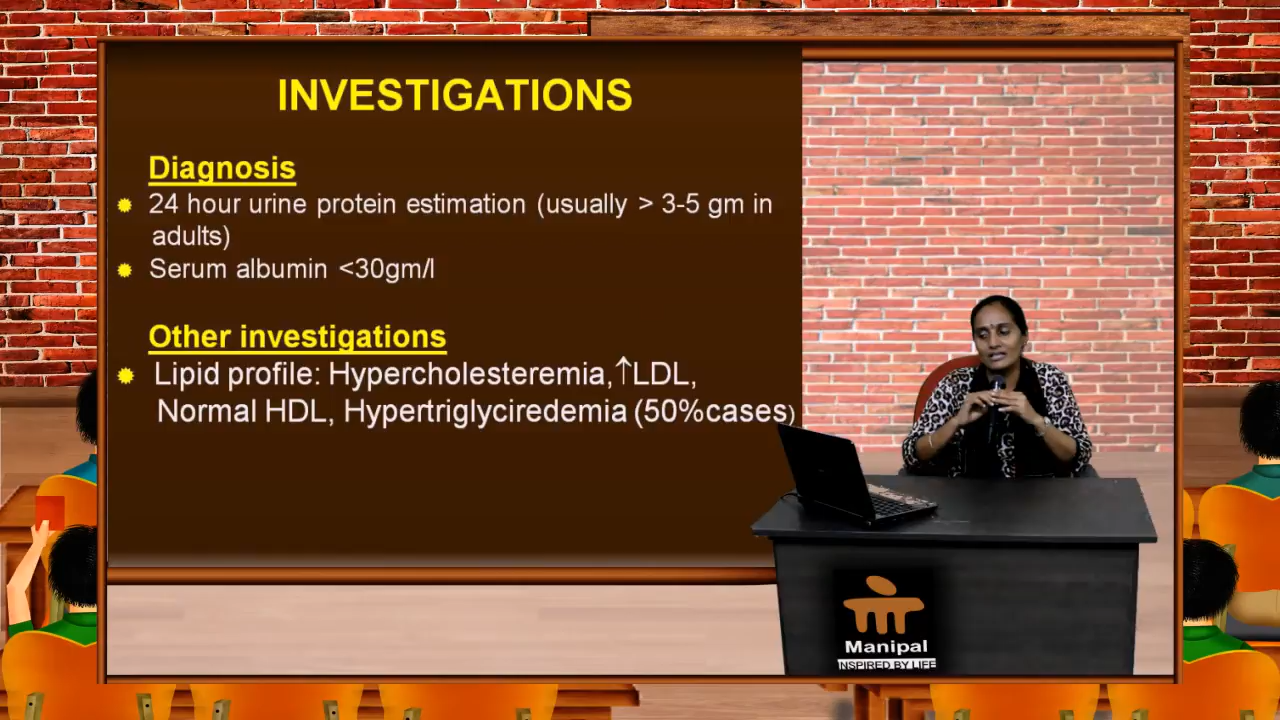 INVESTIGATIONS
Diagnosis
24 hour urine protein estimation (usually > 3-5 gm in
adults)
Serum albumin <30gm/l
Other investigations
Lipid profile: Hypercholesteremia,↑LDL,
Normal HDL, Hypertriglyciredemia (50%cases)
Manipal
INSPIRED BY LIFE